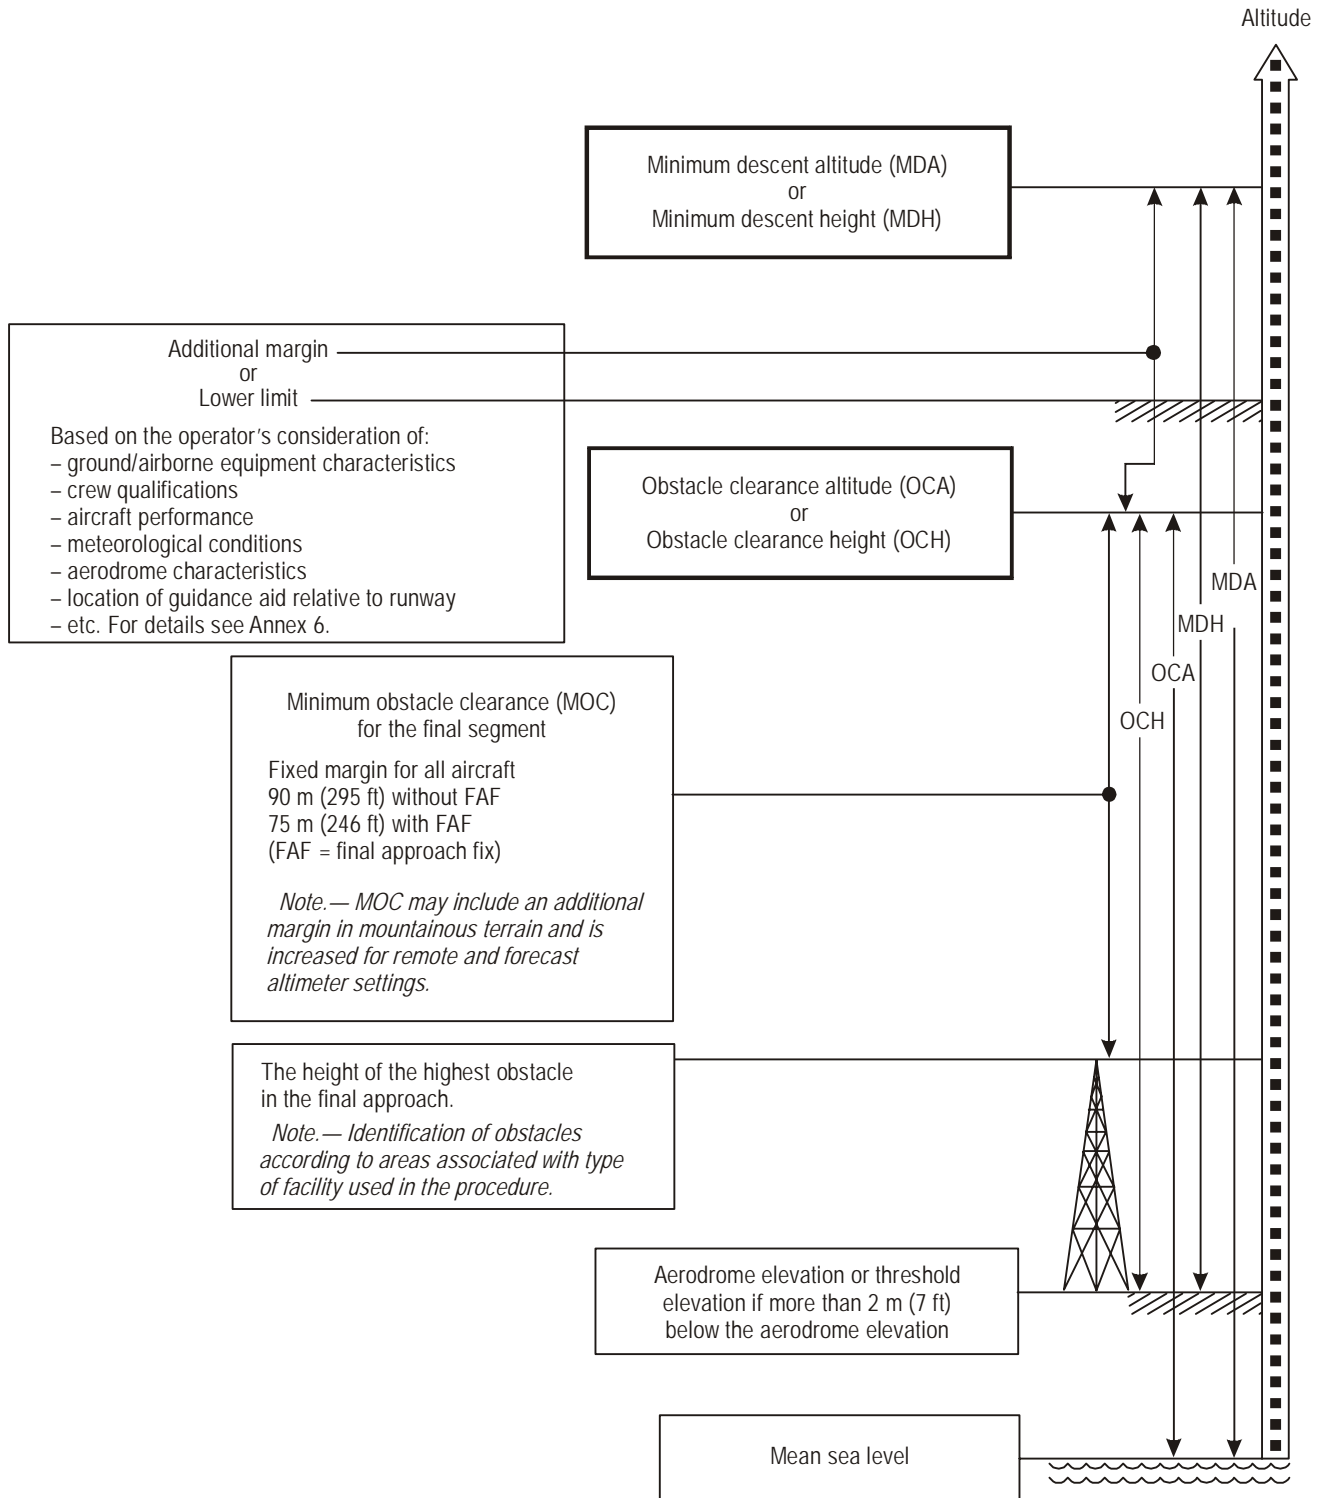 Altitude
Minimum descent altitude (MDA)
or
Minimum descent height (MDH)
Additional margin
or
Lower limit
Based on the operator's consideration of:
– ground/airborne equipment characteristics
– crew qualifications
– aircraft performance
– meteorological conditions
– aerodrome characteristics
– location of guidance aid relative to runway
– etc. For details see Annex 6.
Obstacle clearance altitude (OCA)
or
Obstacle clearance height (OCH)
MDA
MDH
OCA
OCH
Minimum obstacle clearance (MOC)
for the final segment
Fixed margin for all aircraft
90 m (295 ft) without FAF
75 m (246 ft) with FAF
(FAF = final approach fix)
Note.— MOC may include an additional
margin in mountainous terrain and is
increased for remote and forecast
altimeter settings.
The height of the highest obstacle
in the final approach.
Note.— Identification of obstacles
according to areas associated with type
of facility used in the procedure.
Aerodrome elevation or threshold
elevation if more than 2 m (7 ft)
below the aerodrome elevation
Mean sea level